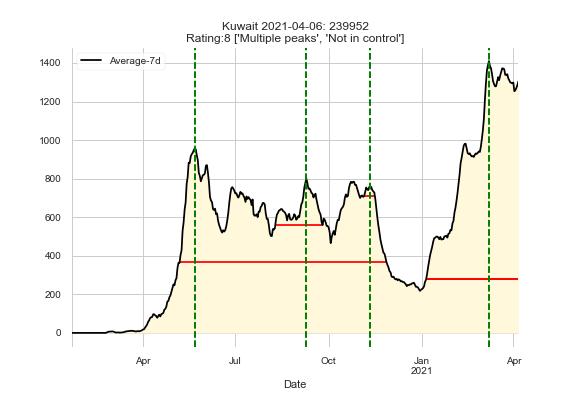 Kuwait 2021-04-06: 239952
Rating:8 ['Multiple peaks', 'Not in control']
Average-7d
1400
1200
1000
800
600
400
200
0
Apr
Jul
Oct
Jan
2021
Apr
Date